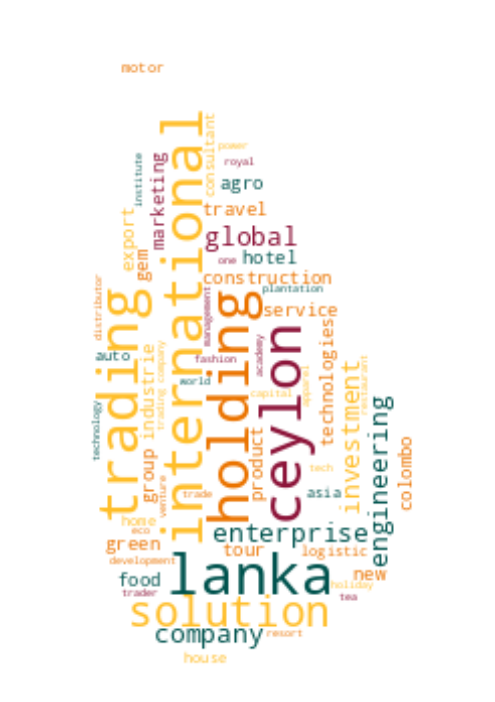 motor
power
royal
consultant
institute
marketing
international
agro
travel
export
global
gem
one
hotel
construction
plantation
distributor
trading
management
holding
service
ceylon
technologies
academy
auto
industrie
trading company
fashion
world
capital
apparel
restaurant
investment
engineering
technology
group
product
colombo
tech
venture
trade
asia
home
eco
enterprise
green
tour
logistic
development
lanka
new
food
holiday
trader
tea
solution
company
resort
house